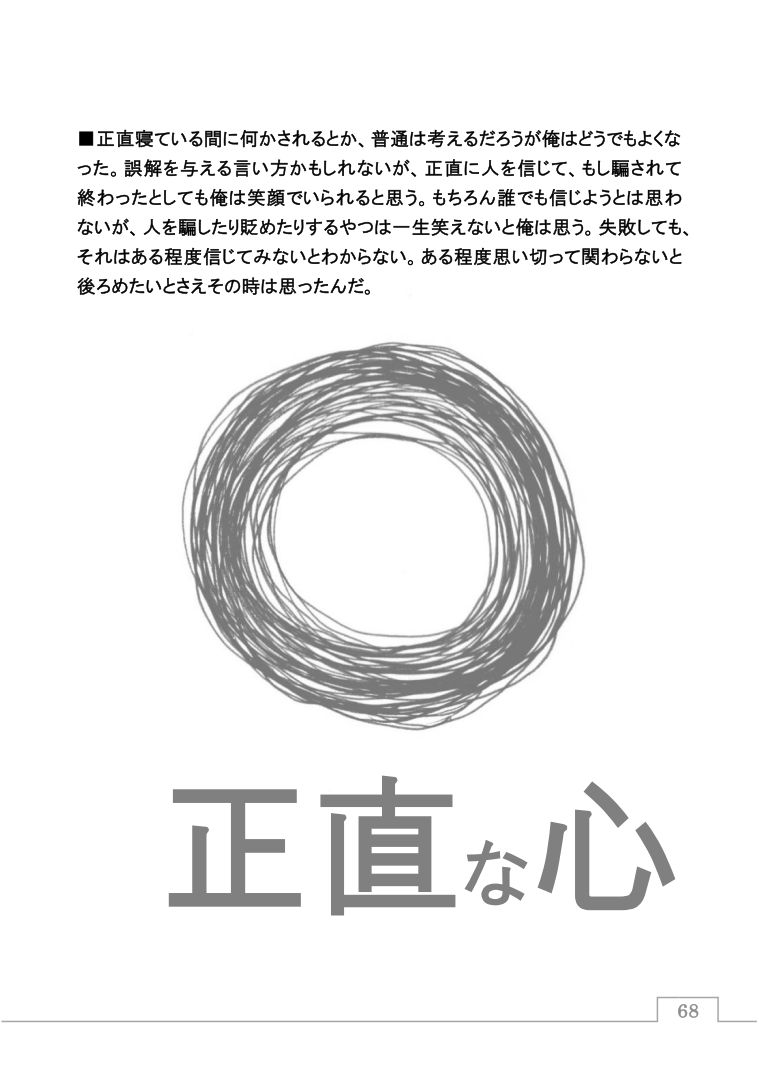 ■正直寝ている間に何かされるとか、普通は考えるだろうが俺はどうでもよくな
った。誤解を与える言い方かもしれないが、正直に人を信じて、もし騙されて
終わったとしても俺は笑顔でいられると思う。もちろん誰でも信じようとは思わ
ないが、人を騙したり貶めたりするやつは一生笑えないと俺は思う。失敗しても、
それはある程度信じてみないとわからない。ある程度思い切って関わらないと
後ろめたいとさえその時は思ったんだ。
正直な心
68